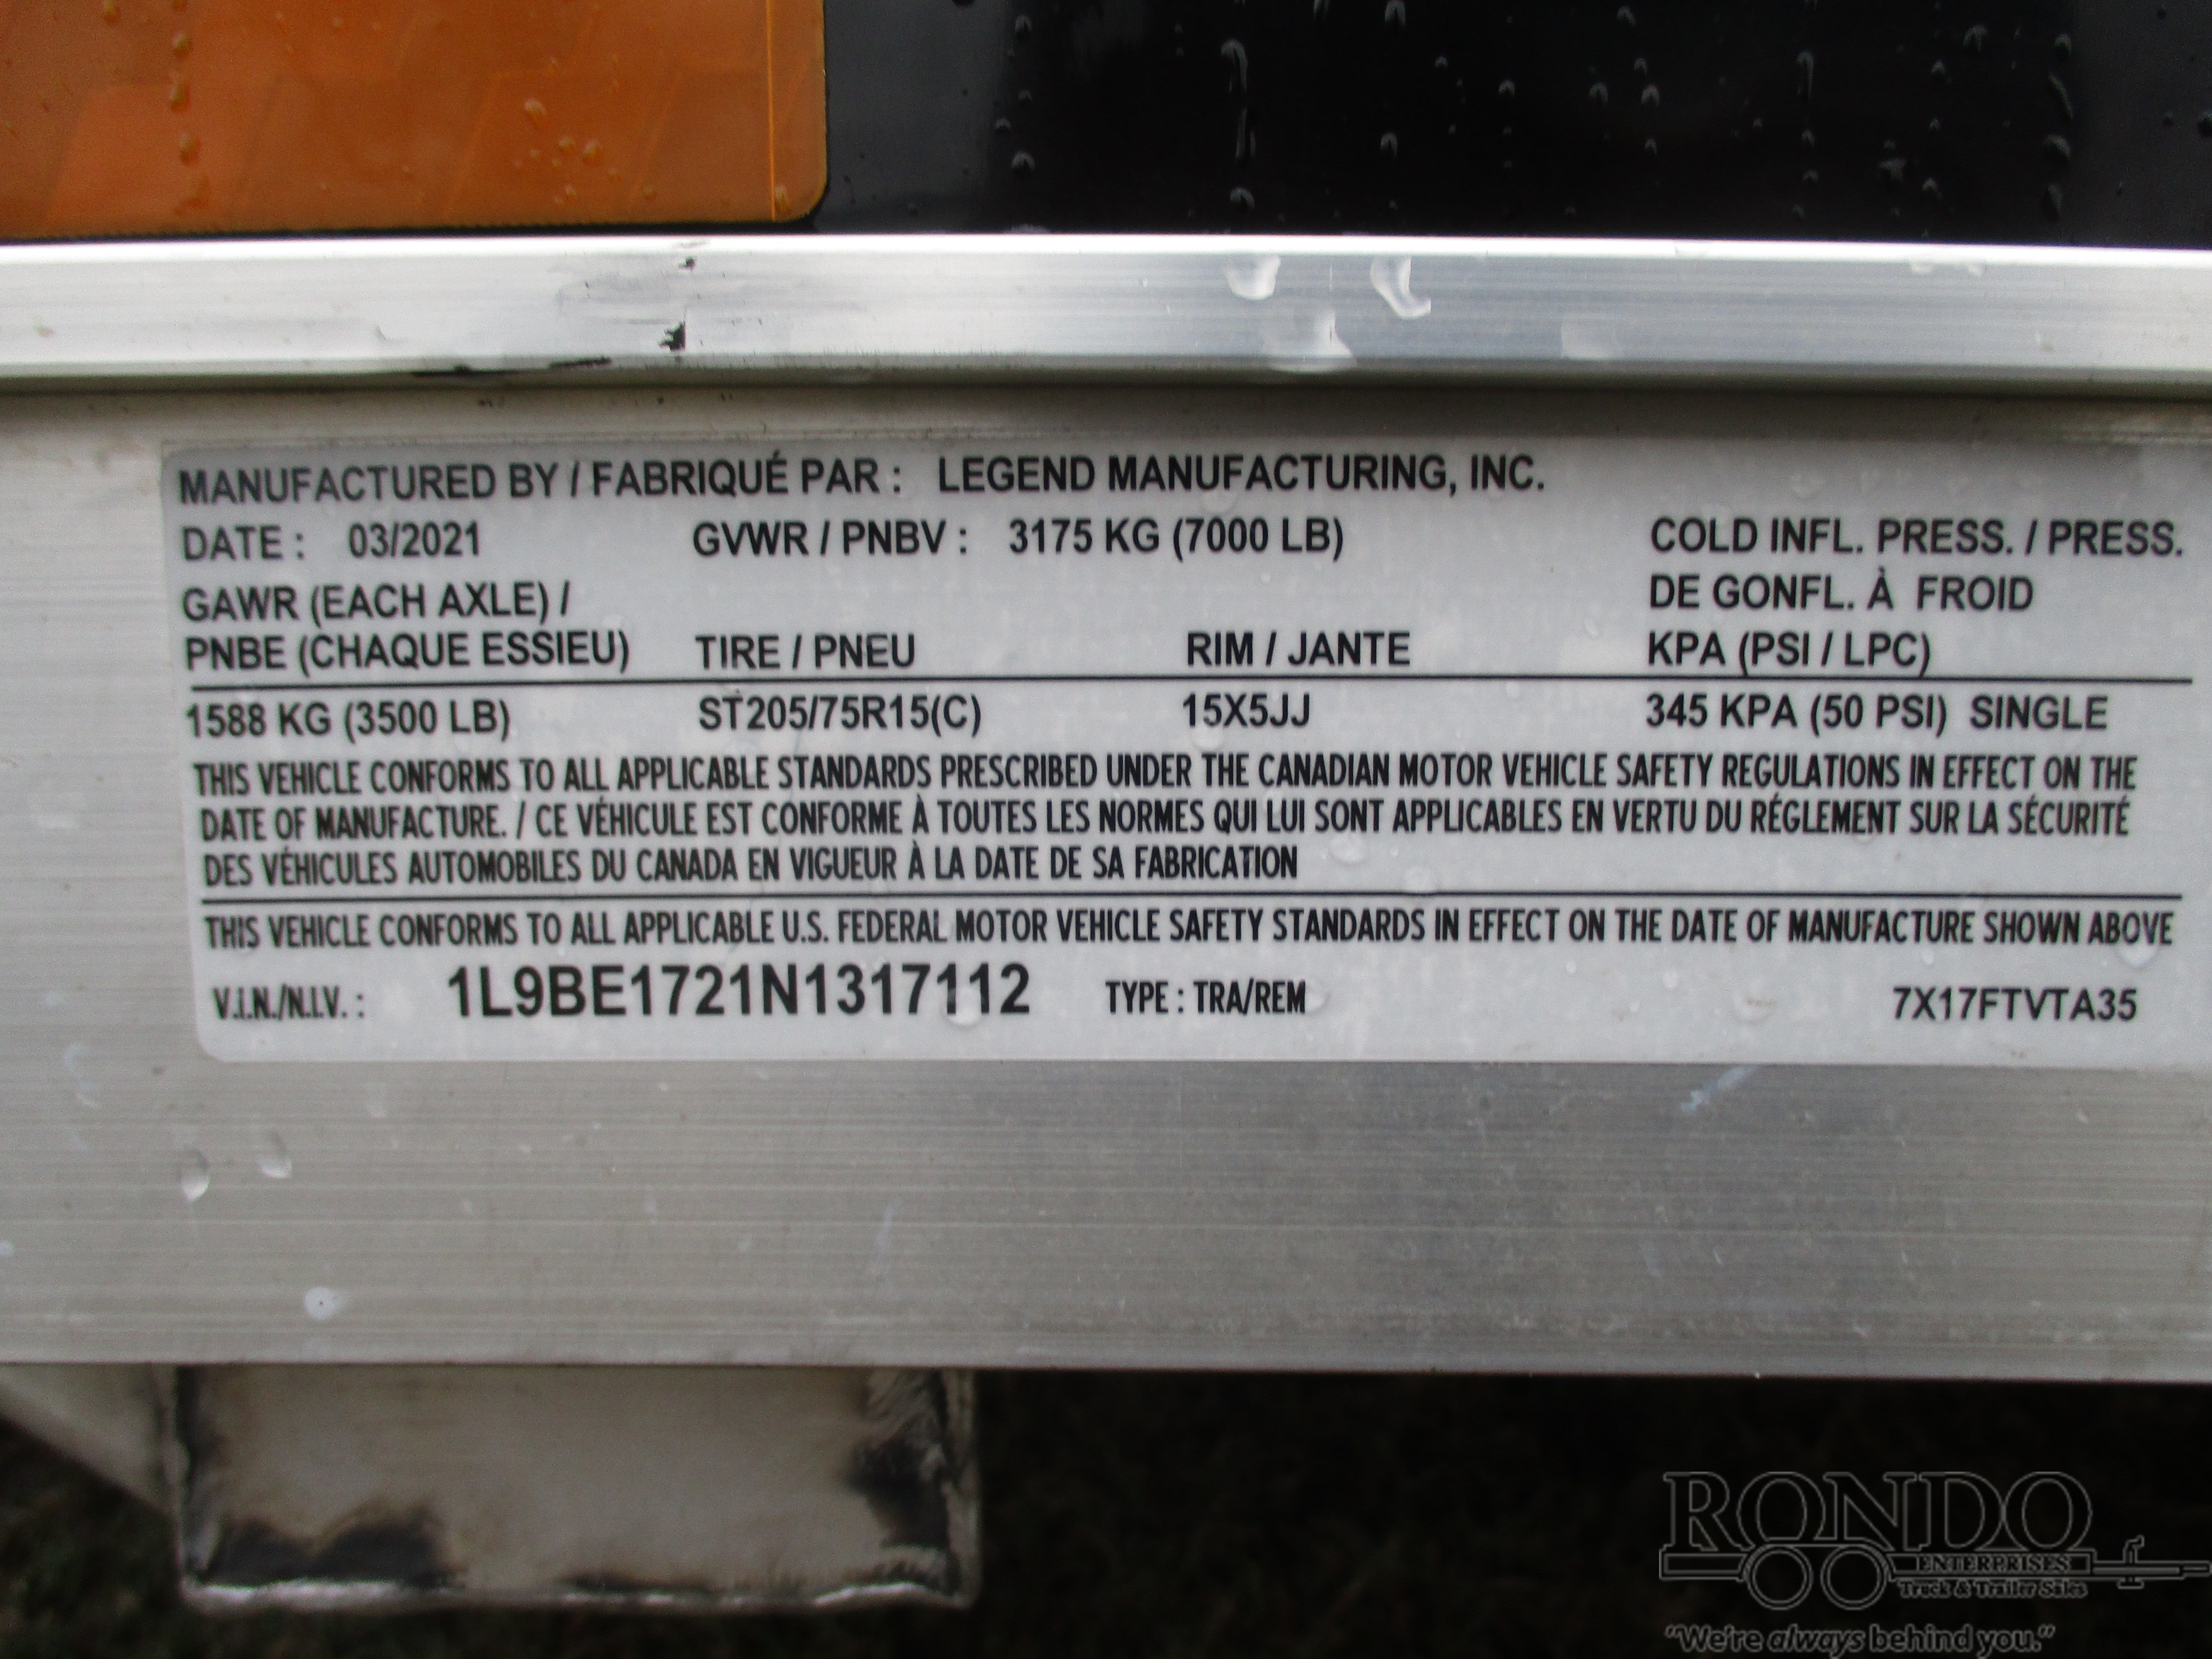 MANUFACTURED BY / FABRIQUÉ PAR : LEGEND MANUFACTURING, INC.
DATE : 03/2021 GVWR / PNBV : 3175 KG (7000 LB) COLD INFL. PRESS. / PRESS.
GAWR (EACH AXLE) / DE GONFL. À FROID
PNBE (CHAQUE ESSIEU) TIRE / PNEU RIM / JANTE KPA (PSI / LPC)
1588 KG (3500 LB) ST205/75R15(C) 15X5JJ 345 KPA (50 PSI) SINGLE
THIS VEHICLE CONFORMS TO ALL APPLICABLE STANDARDS PRESCRIBED UNDER THE CANADIAN MOTOR VEHICLE SAFETY REGULATIONS IN EFFECT ON THE
DATE OF MANUFACTURE. / CE VÉHICULE EST CONFORME À TOUTES LES NORMES QUI LUI SONT APPLICABLES EN VERTU DU RÉGLEMENT SUR LA SÉCURITÉ
DES VÉHICULES AUTOMOBILES DU CANADA EN VIGUEUR À LA DATE DE SA FABRICATION
THIS VEHICLE CONFORMS TO ALL APPLICABLE U.S. FEDERAL MOTOR VEHICLE SAFETY STANDARDS IN EFFECT ON THE DATE OF MANUFACTURE SHOWN ABOVE
V.I.N./N.I.V. : 1L9BE1721N1317112 TYPE : TRA/REM 7X17FTVTA35
RONDO
ENTERPRISES
Truck & Trailer Sales
"We're always behind you."